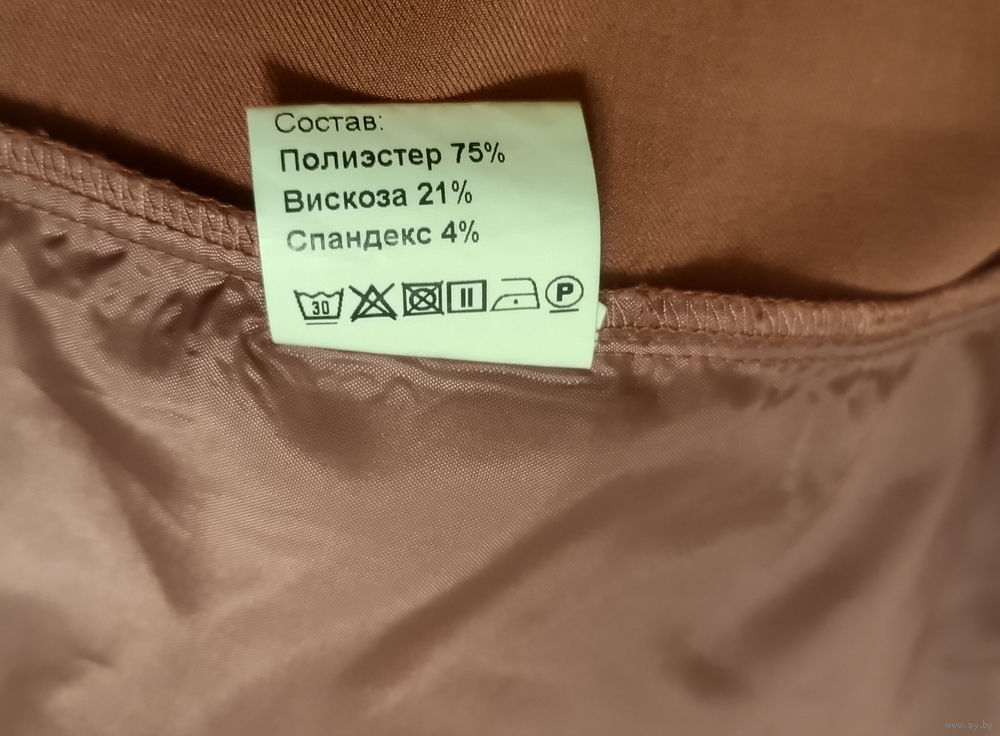 Состав:
Полиэстер 75%
Вискоза 21%
Спандекс 4%
30 P
www.ay.by